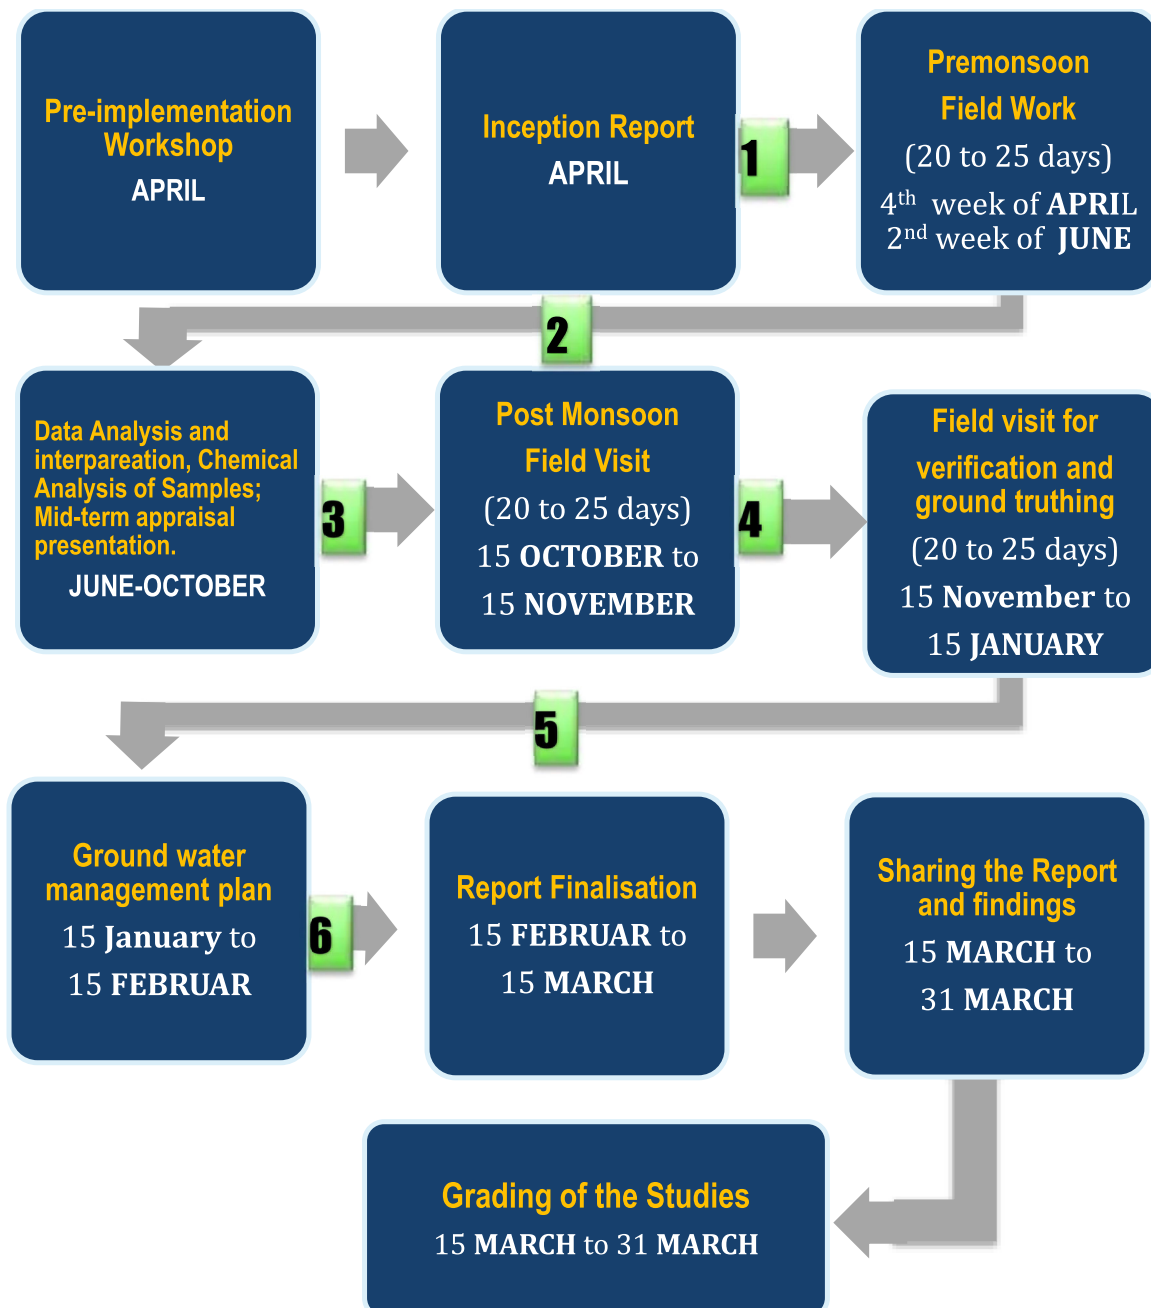 Pre-implementation
Workshop
APRIL
Inception Report
APRIL
1
Premonsoon
Field Work
(20 to 25 days)
4th week of APRIL
2nd week of JUNE
2
Data Analysis and
interpareation, Chemical
Analysis of Samples;
Mid-term appraisal
presentation.
JUNE-OCTOBER
3
Post Monsoon
Field Visit
(20 to 25 days)
15 OCTOBER to
15 NOVEMBER
4
Field visit for
verification and
ground truthing
(20 to 25 days)
15 November to
15 JANUARY
5
Ground water
management plan
15 January to
15 FEBRUAR
6
Report Finalisation
15 FEBRUAR to
15 MARCH
Sharing the Report
and findings
15 MARCH to
31 MARCH
Grading of the Studies
15 MARCH to 31 MARCH